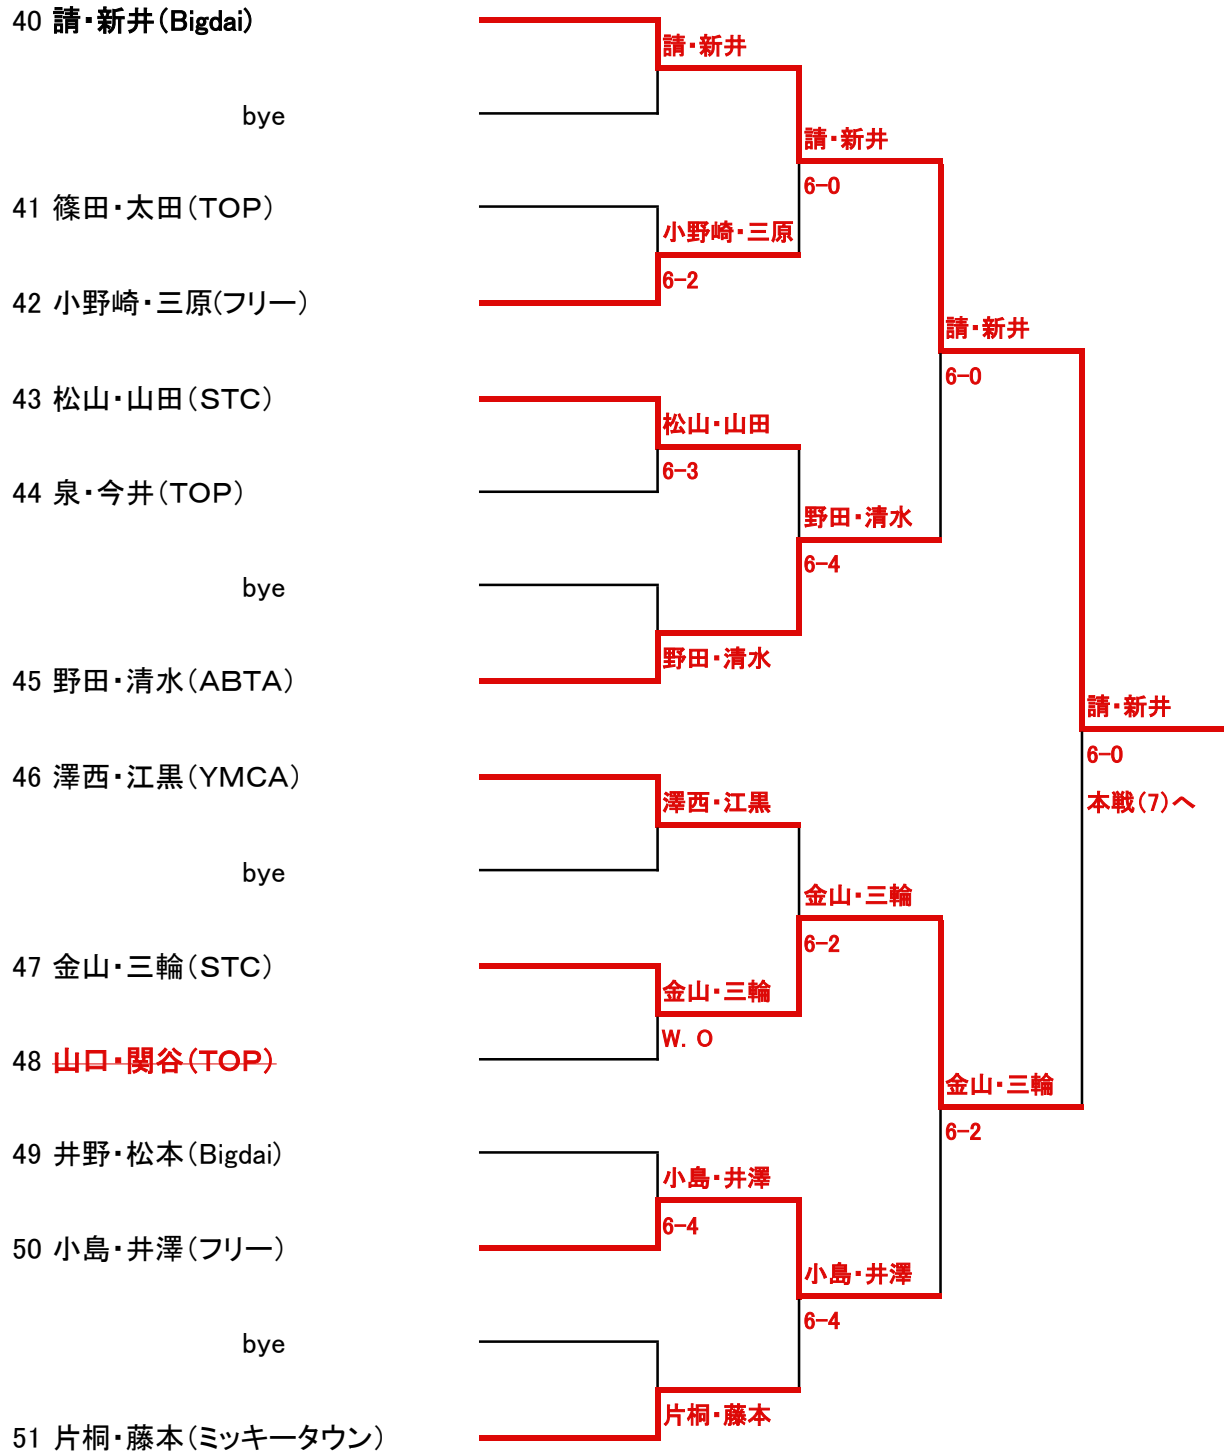 40 請・新井(Bigdai)
請・新井
bye
請・新井
6-0
41 篠田・太田(TOP)
小野崎・三原
6-2
42 小野崎・三原(フリー)
請・新井
6-0
43 松山・山田(STC)
松山・山田
6-3
44 泉・今井(TOP)
野田・清水
6-4
bye
野田・清水
45 野田・清水(ABTA)
請・新井
6-0
本戦(7)へ
46 澤西・江黒(YMCA)
澤西・江黒
bye
金山・三輪
6-2
47 金山・三輪(STC)
金山・三輪
W. O
48 山口・関谷(TOP)
金山・三輪
6-2
49 井野・松本(Bigdai)
小島・井澤
6-4
50 小島・井澤(フリー)
小島・井澤
6-4
bye
片桐・藤本
51 片桐・藤本(ミッキータウン)